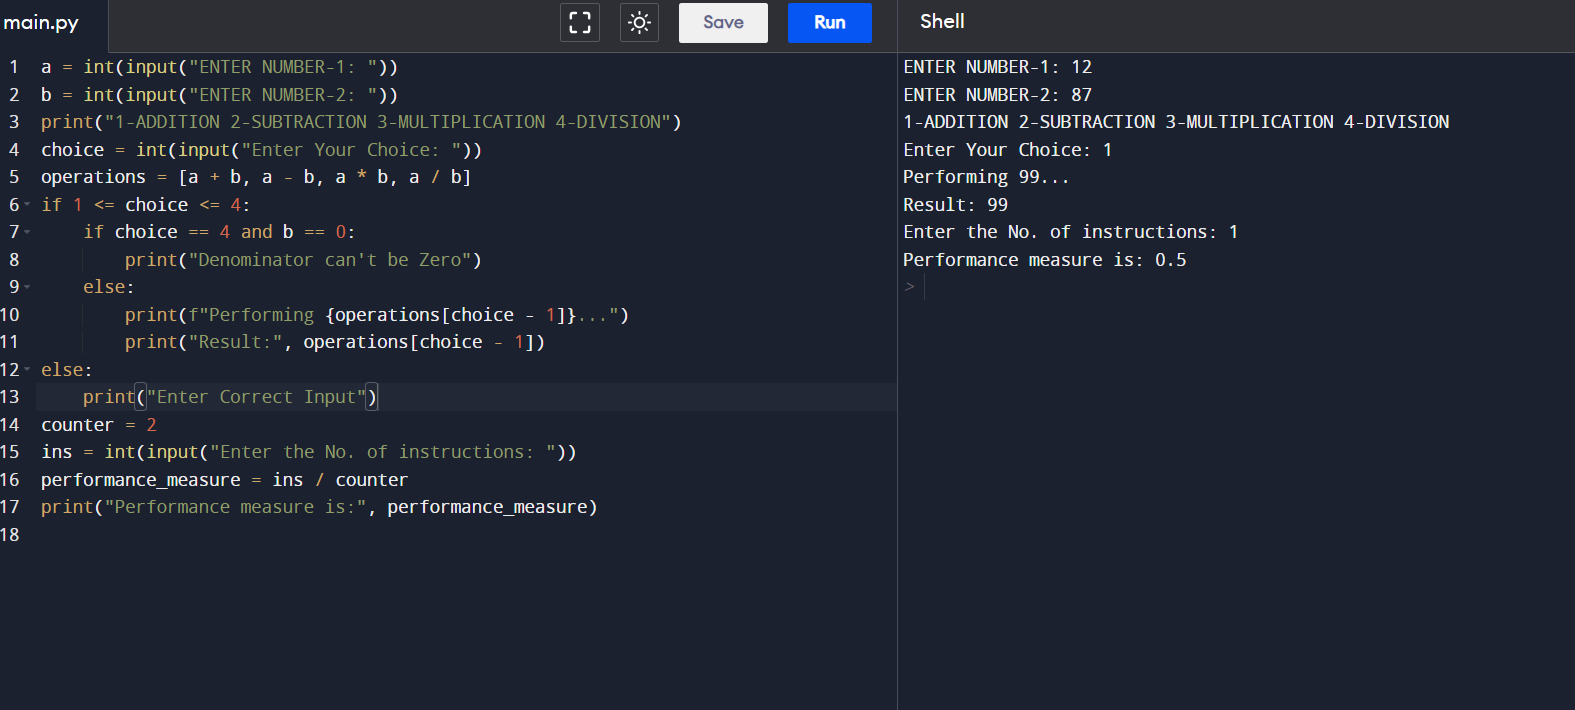 main.py
Save
Run
Shell
1 a = int(input("ENTER NUMBER-1: "))
2 b = int(input("ENTER NUMBER-2: "))
3 print("1-ADDITION 2-SUBTRACTION 3-MULTIPLICATION 4-DIVISION")
4 choice = int(input("Enter Your Choice: "))
5 operations = [a + b, a - b, a * b, a / b]
6 if 1 <= choice <= 4:
7     if choice == 4 and b == 0:
8         print("Denominator can't be Zero")
9     else:
10         print(f"Performing {operations[choice - 1]}...")
11         print("Result:", operations[choice - 1])
12 else:
13     print("Enter Correct Input")
14 counter = 2
15 ins = int(input("Enter the No. of instructions: "))
16 performance_measure = ins / counter
17 print("Performance measure is:", performance_measure)
18
ENTER NUMBER-1: 12
ENTER NUMBER-2: 87
1-ADDITION 2-SUBTRACTION 3-MULTIPLICATION 4-DIVISION
Enter Your Choice: 1
Performing 99...
Result: 99
Enter the No. of instructions: 1
Performance measure is: 0.5
>